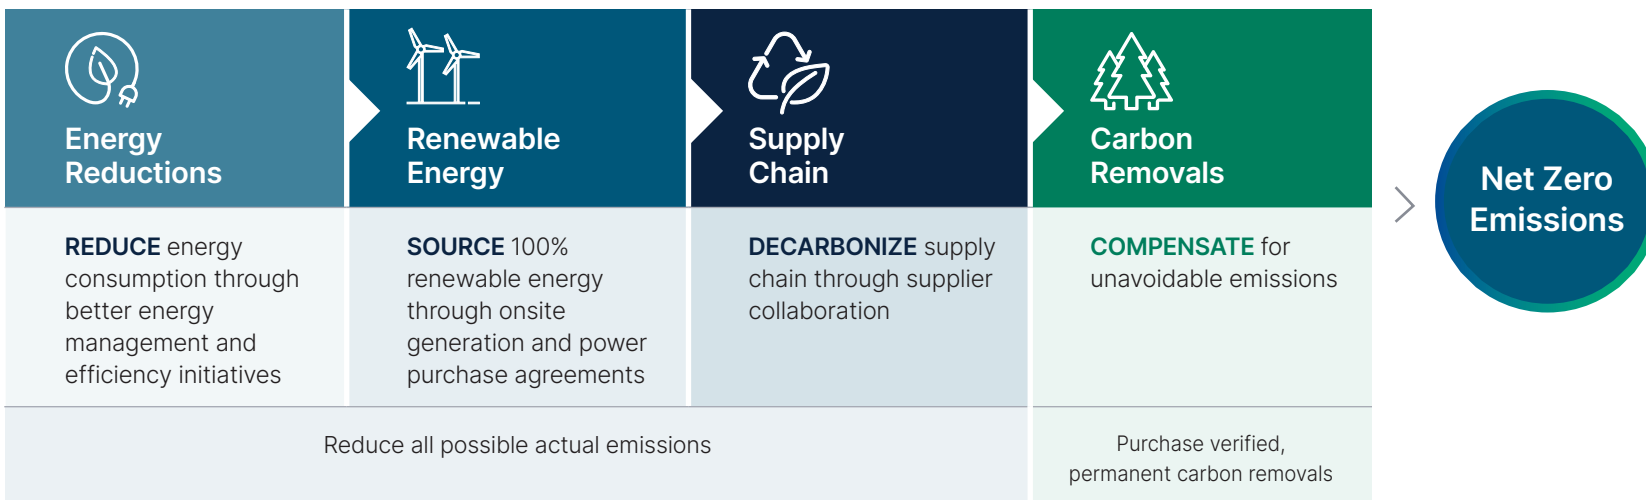 Energy
Reductions
Renewable
Energy
Supply
Chain
Carbon
Removals
REDUCE energy
consumption through
better energy
management and
efficiency initiatives
SOURCE 100%
renewable energy
through onsite
generation and power
purchase agreements
DECARBONIZE supply
chain through supplier
collaboration
COMPENSATE for
unavoidable emissions
Reduce all possible actual emissions
Purchase verified,
permanent carbon removals
Net Zero
Emissions